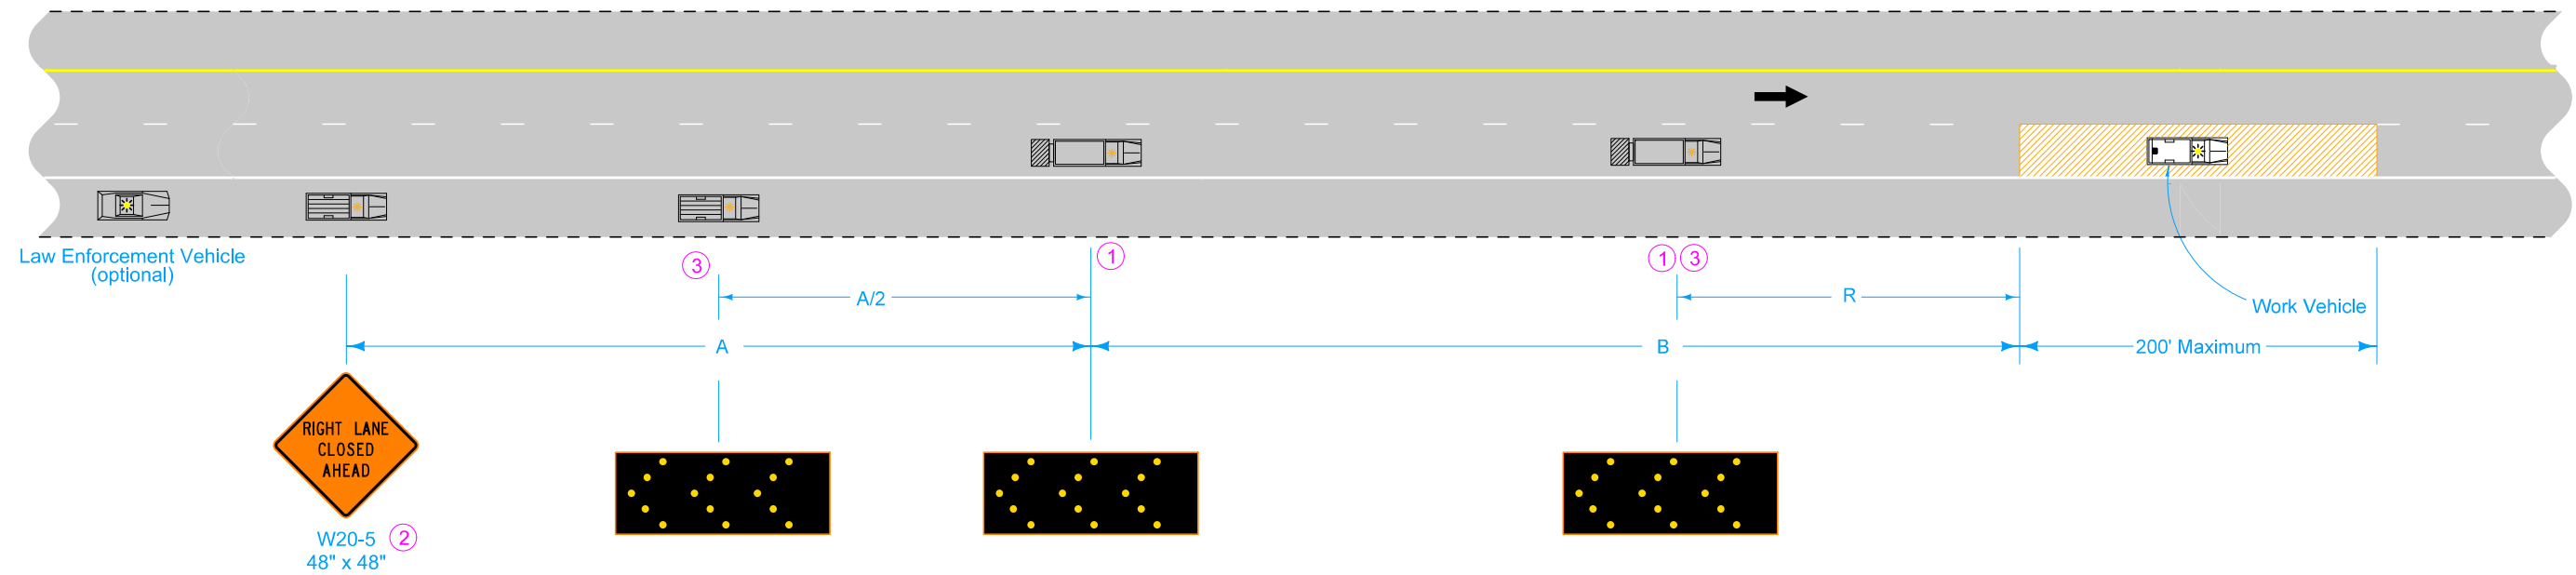 Law Enforcement Vehicle
(optional)
3
1
1 3
A/2
R
Work Vehicle
A
B
200' Maximum
RIGHT LANE
CLOSED
AHEAD
W20-5 2
48" x 48"